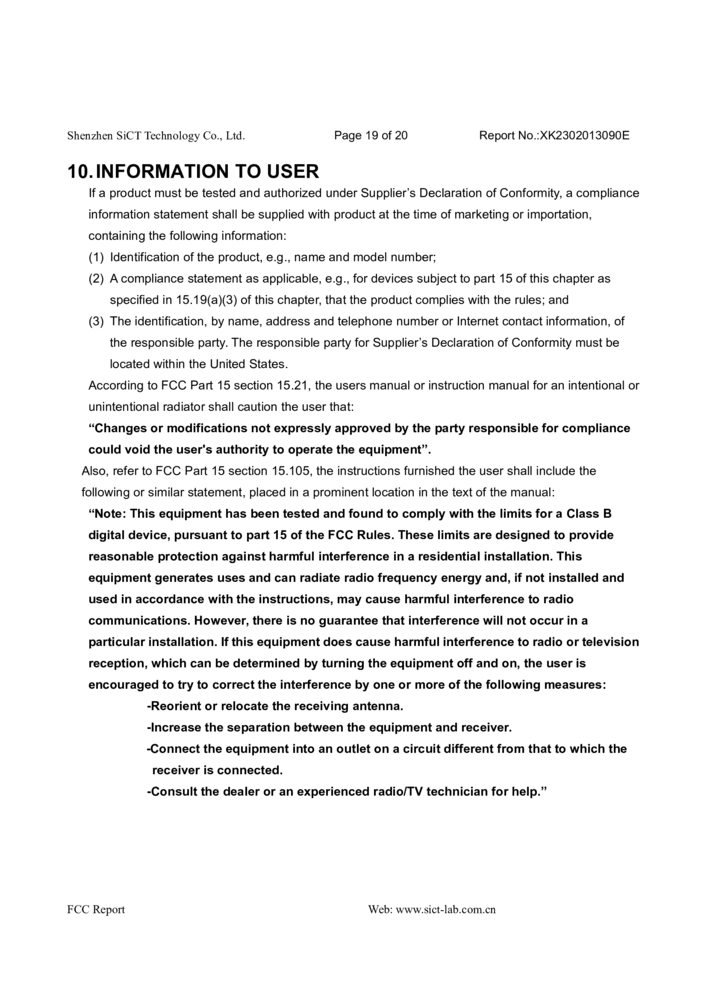 Shenzhen SiCT Technology Co., Ltd. Page 19 of 20 Report No.:XK2302013090E
10.INFORMATION TO USER
If a product must be tested and authorized under Supplier’s Declaration of Conformity, a compliance
information statement shall be supplied with product at the time of marketing or importation,
containing the following information:
(1) Identification of the product, e.g., name and model number;
(2) A compliance statement as applicable, e.g., for devices subject to part 15 of this chapter as
specified in 15.19(a)(3) of this chapter, that the product complies with the rules; and
(3) The identification, by name, address and telephone number or Internet contact information, of
the responsible party. The responsible party for Supplier’s Declaration of Conformity must be
located within the United States.
According to FCC Part 15 section 15.21, the users manual or instruction manual for an intentional or
unintentional radiator shall caution the user that:
“Changes or modifications not expressly approved by the party responsible for compliance
could void the user's authority to operate the equipment”.
Also, refer to FCC Part 15 section 15.105, the instructions furnished the user shall include the
following or similar statement, placed in a prominent location in the text of the manual:
“Note: This equipment has been tested and found to comply with the limits for a Class B
digital device, pursuant to part 15 of the FCC Rules. These limits are designed to provide
reasonable protection against harmful interference in a residential installation. This
equipment generates uses and can radiate radio frequency energy and, if not installed and
used in accordance with the instructions, may cause harmful interference to radio
communications. However, there is no guarantee that interference will not occur in a
particular installation. If this equipment does cause harmful interference to radio or television
reception, which can be determined by turning the equipment off and on, the user is
encouraged to try to correct the interference by one or more of the following measures:
-Reorient or relocate the receiving antenna.
-Increase the separation between the equipment and receiver.
-Connect the equipment into an outlet on a circuit different from that to which the
receiver is connected.
-Consult the dealer or an experienced radio/TV technician for help.”
FCC Report Web: www.sict-lab.com.cn